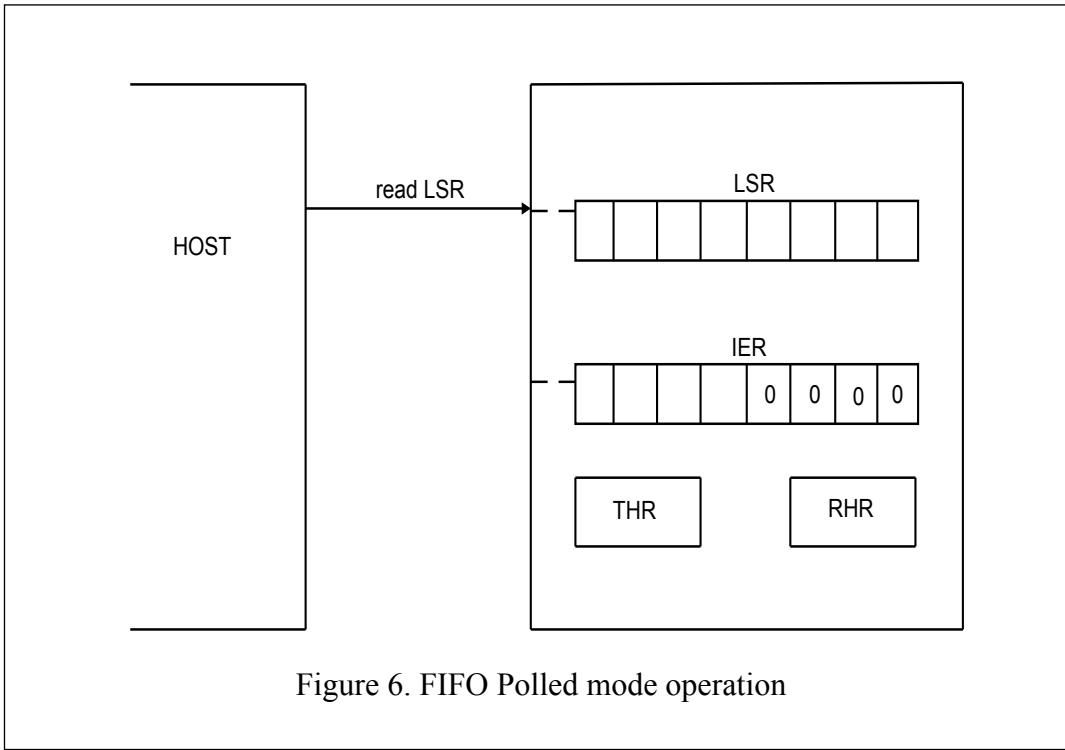 read LSR
LSR
HOST
IER
0 0 0 0
THR RHR
Figure 6. FIFO Polled mode operation